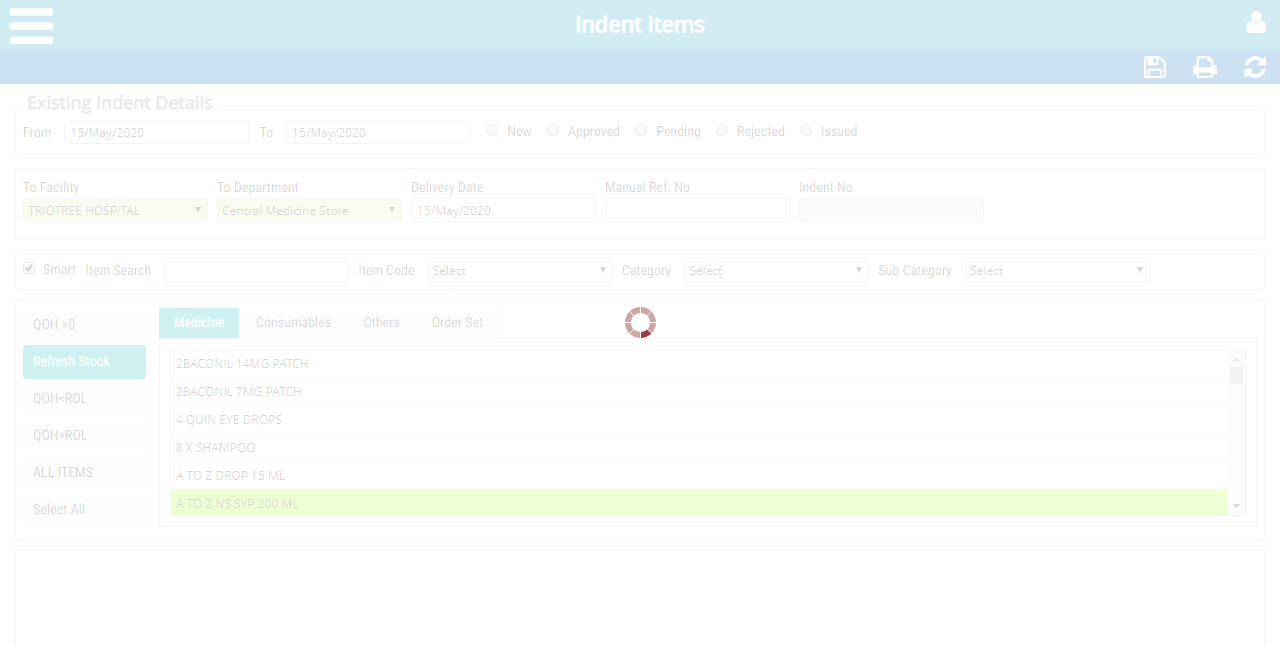 Indent Items
Existing Indent Details
From 15/May/2020 To 15/May/2020 New Approved Pending Rejected Issued
To Facility To Department Delivery Date Manual Ref. No Indent No
TRIOTREE HOSPITAL Central Medicine Store 15/May/2020
Smart Item Search Item Code Select Category Select Sub Category Select
QOH >0
Refresh Stock
QOH<ROL
QOH>ROL
ALL ITEMS
Select All
Medicine Consumables Others Order Set
2BACONIL 14MG PATCH
2BACONIL 7MG PATCH
4 QUIN EYE DROPS
8 X SHAMPOO
A TO Z DROP 15 ML
A TO Z NS SYP 200 ML